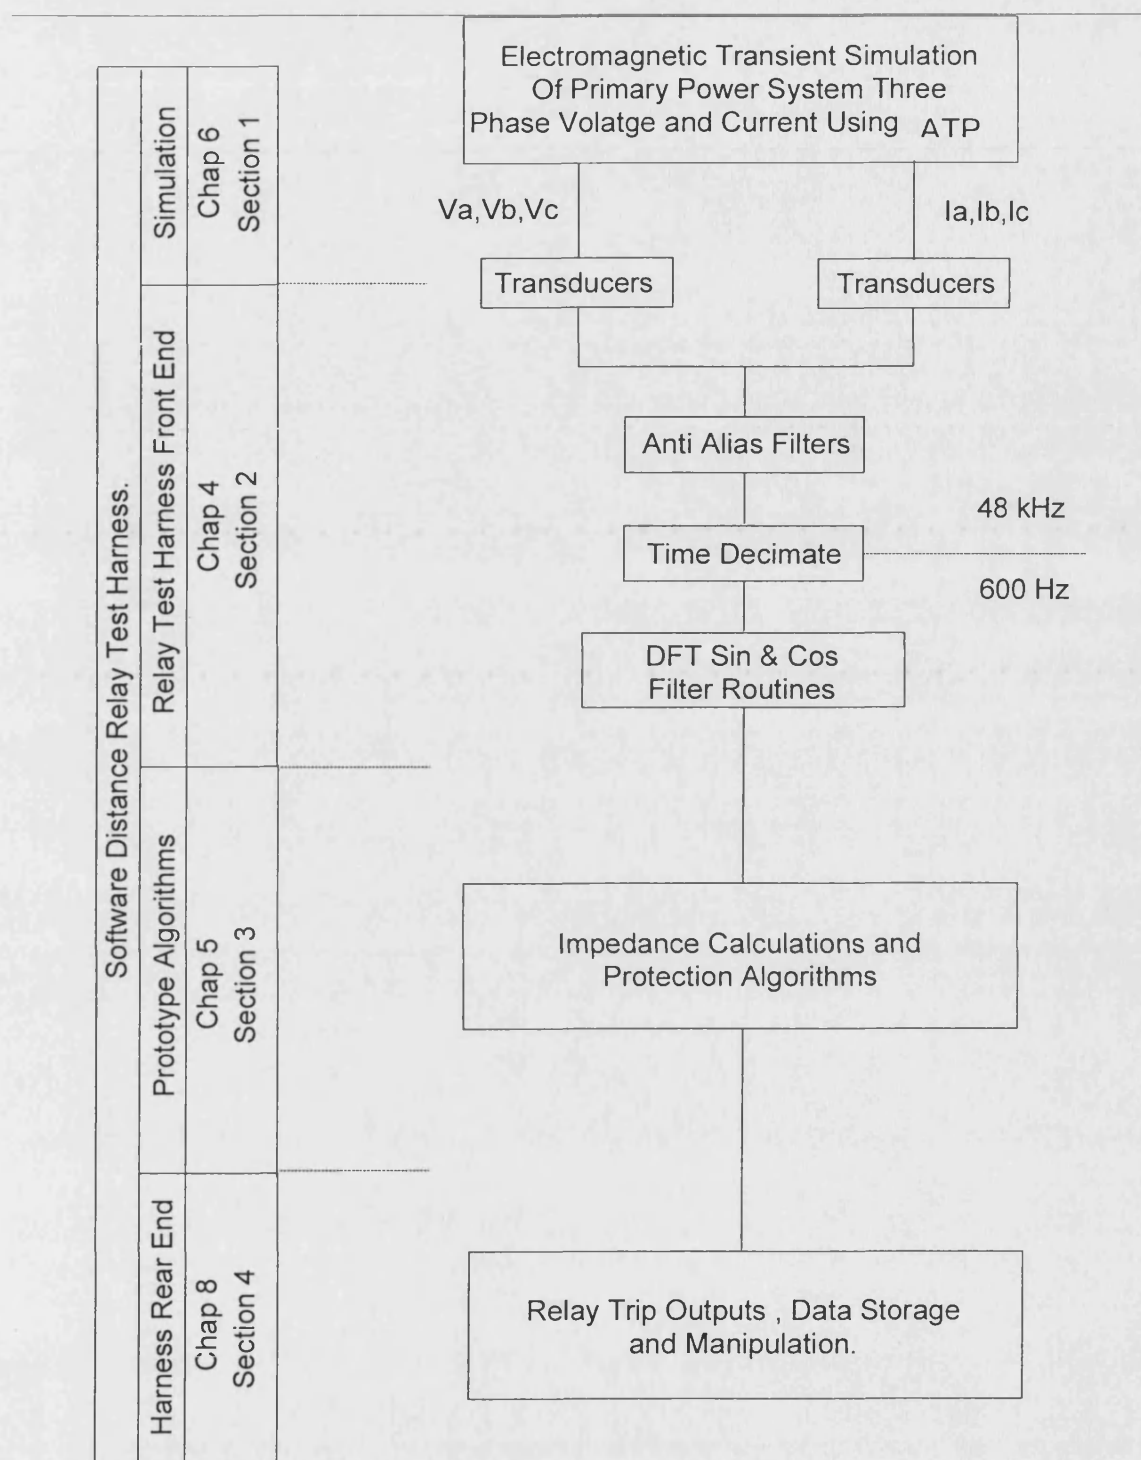 Software Distance Relay Test Harness.
Simulation
Chap 6
Section 1
Relay Test Harness Front End
Chap 4
Section 2
Prototype Algorithms
Chap 5
Section 3
Harness Rear End
Chap 8
Section 4
Electromagnetic Transient Simulation
Of Primary Power System Three
Phase Volatge and Current Using ATP
Va,Vb,Vc
Ia,Ib,Ic
Transducers
Transducers
Anti Alias Filters
48 kHz
Time Decimate
600 Hz
DFT Sin & Cos
Filter Routines
Impedance Calculations and
Protection Algorithms
Relay Trip Outputs , Data Storage
and Manipulation.